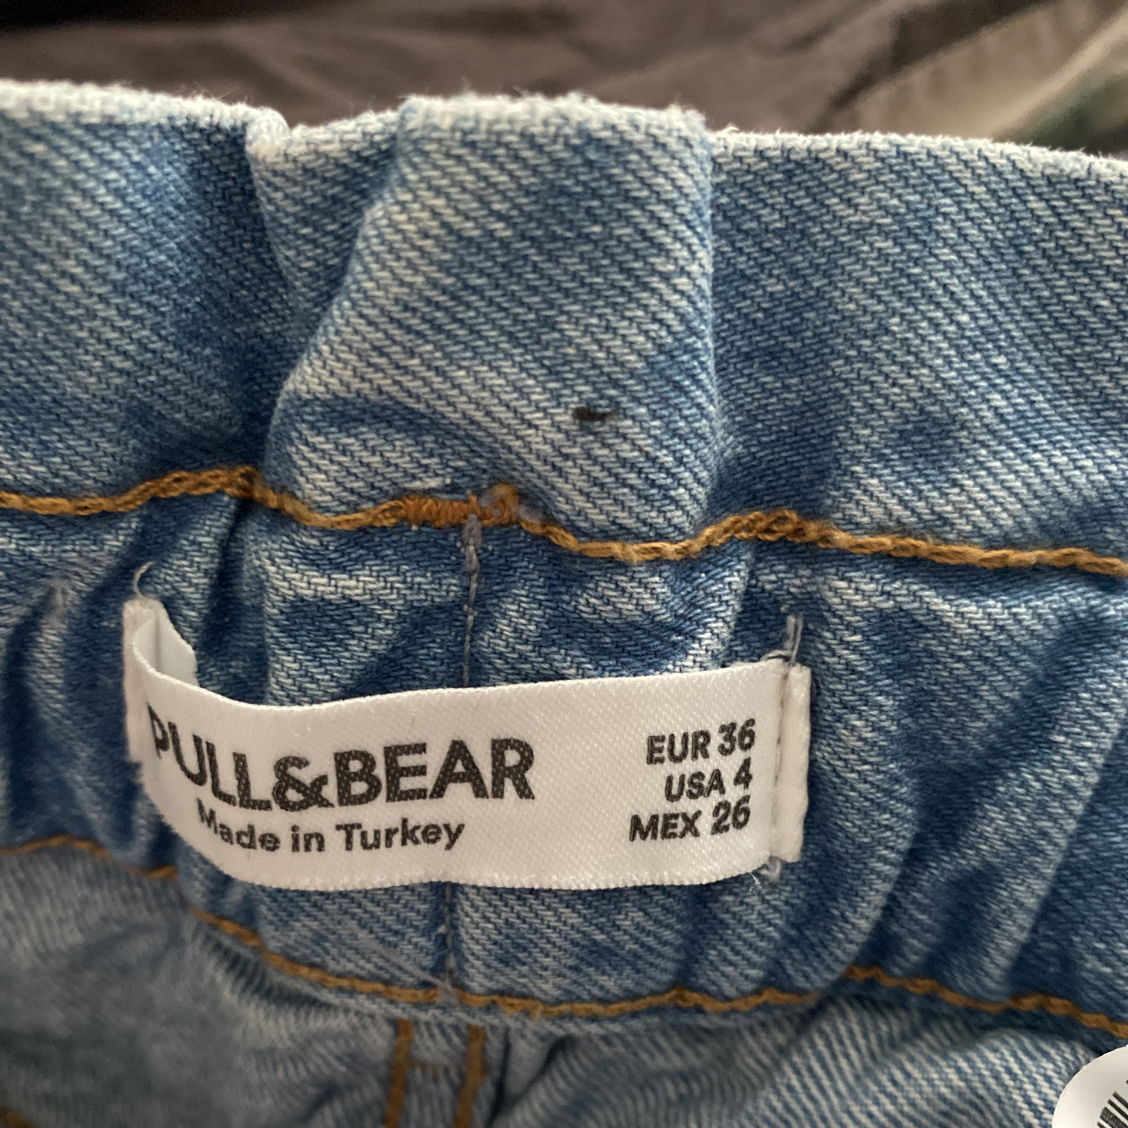 PULL&BEAR
Made in Turkey
EUR 36
USA 4
MEX 26